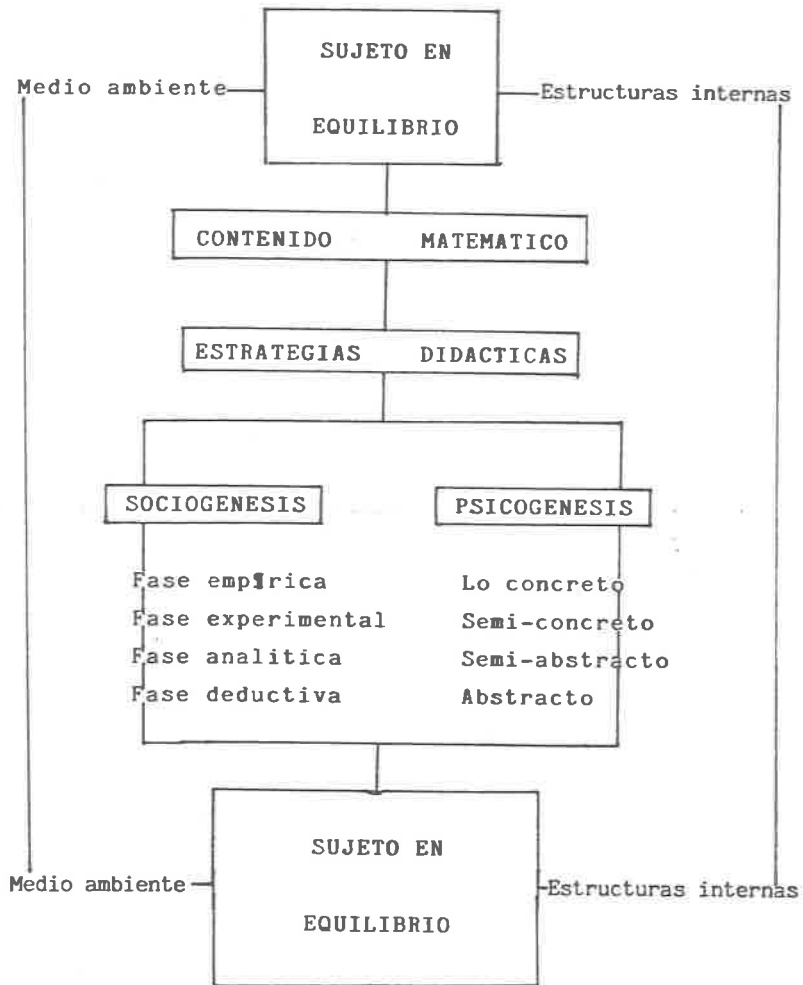 SUJETO EN
Medio ambiente
Estructuras internas
EQUILIBRIO
CONTENIDO MATEMATICO
ESTRATEGIAS DIDACTICAS
SOCIOGENESIS
PSICOGENESIS
Fase empírica
Lo concreto
Fase experimental
Semi-concreto
Fase analitica
Semi-abstracto
Fase deductiva
Abstracto
SUJETO EN
Medio ambiente
Estructuras internas
EQUILIBRIO